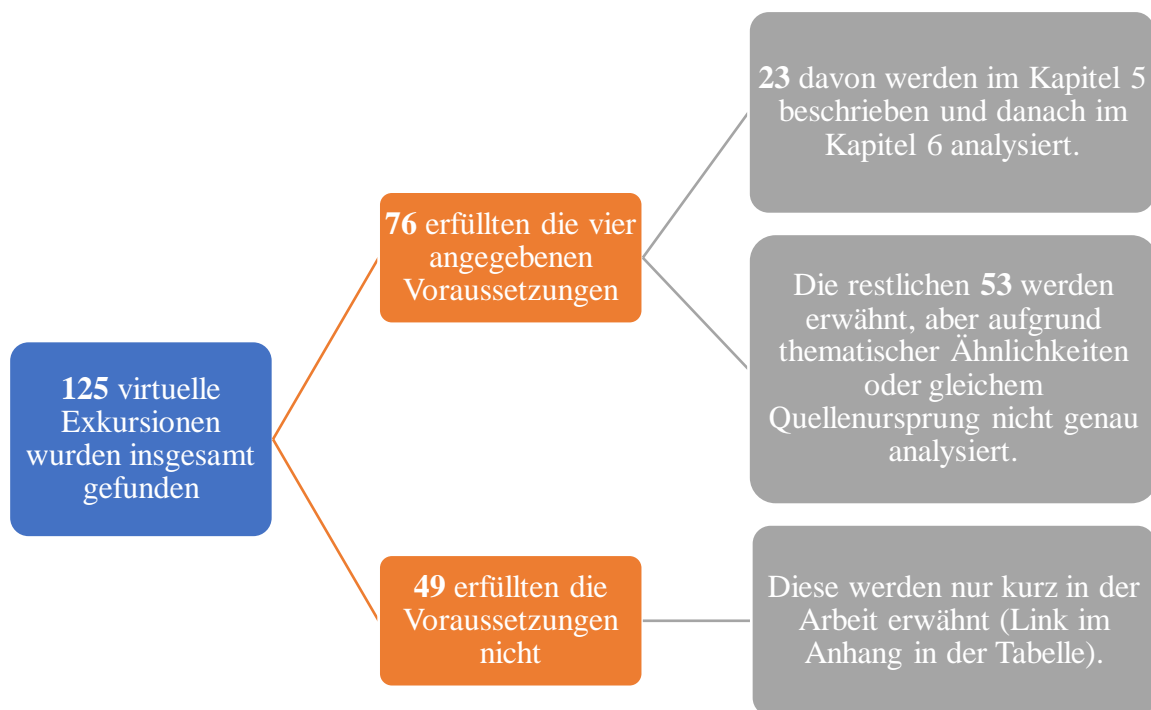 125 virtuelle
Exkursionen
wurden insgesamt
gefunden
76 erfüllten die vier
angegebenen
Voraussetzungen
49 erfüllten die
Voraussetzungen
nicht
23 davon werden im Kapitel 5
beschrieben und danach im
Kapitel 6 analysiert.
Die restlichen 53 werden
erwähnt, aber aufgrund
thematischer Ähnlichkeiten
oder gleichem
Quellenursprung nicht genau
analysiert.
Diese werden nur kurz in der
Arbeit erwähnt (Link im
Anhang in der Tabelle).